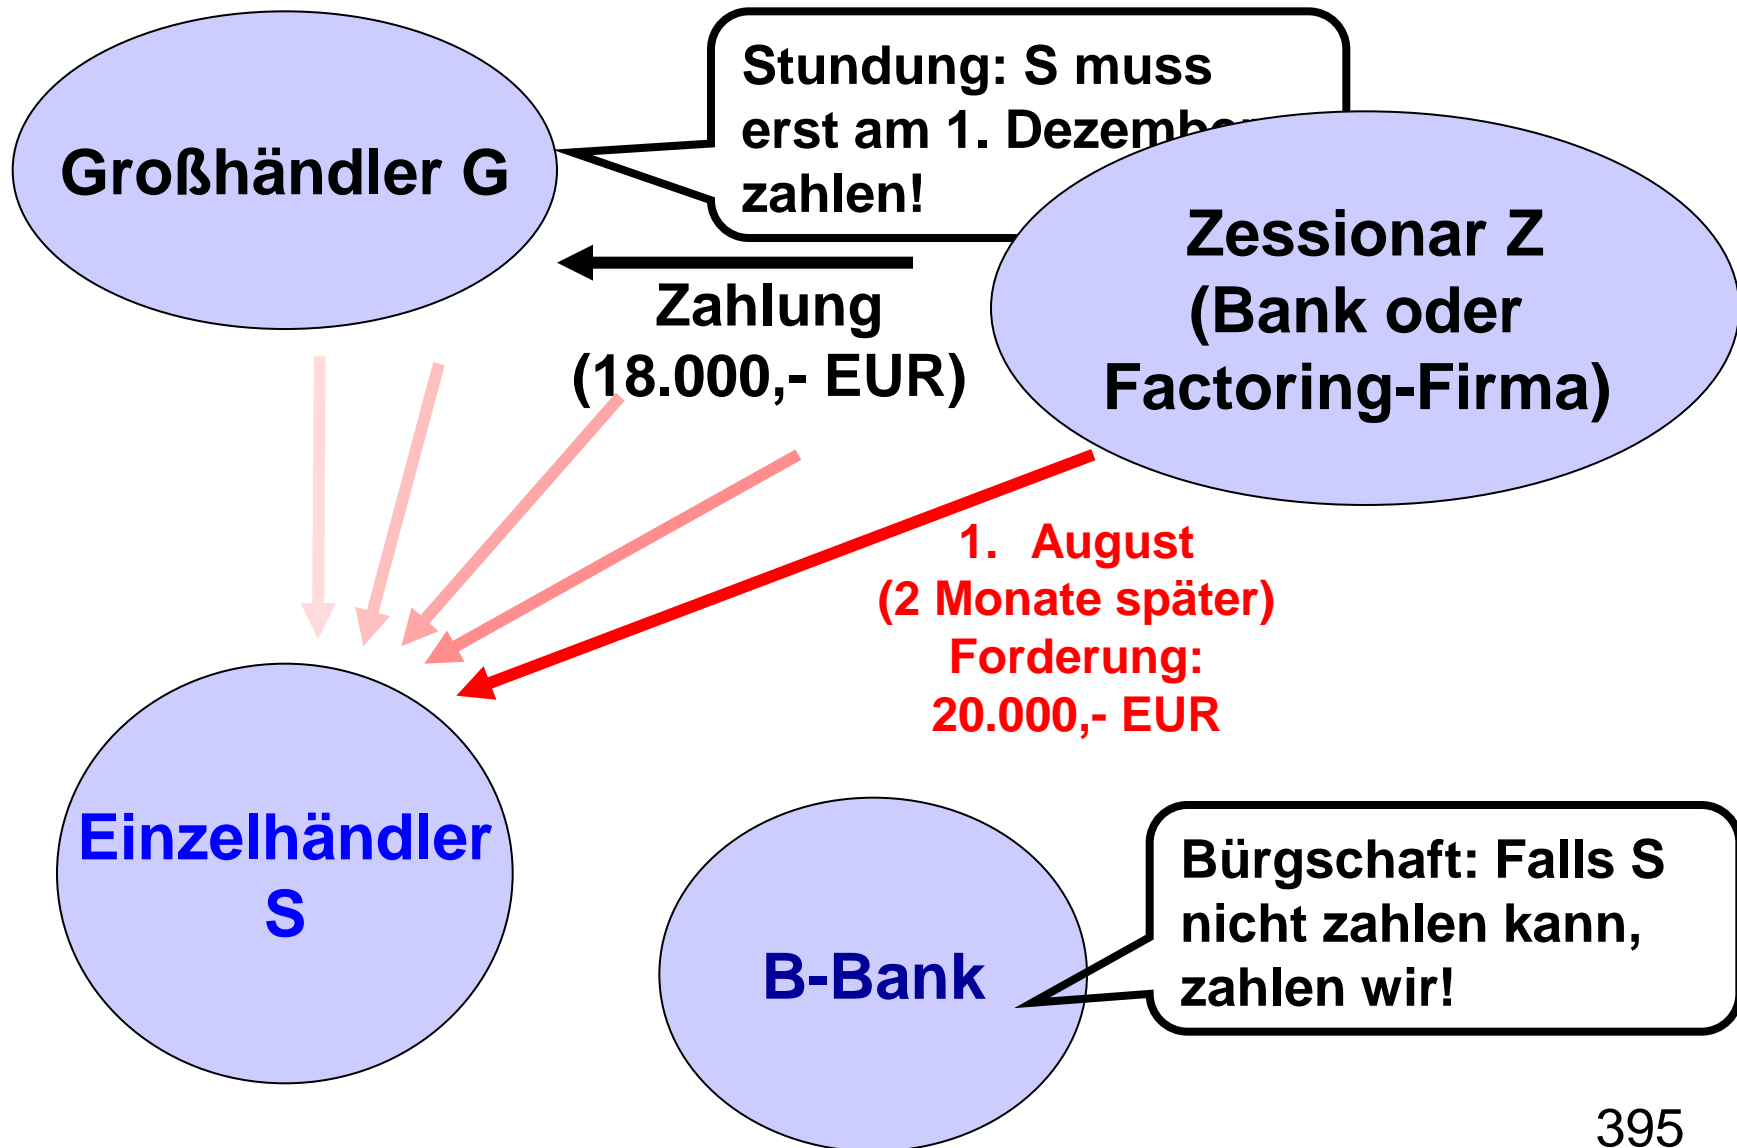 Großhändler G
Stundung: S muss
erst am 1. Dezember
zahlen!
Zessionar Z
(Bank oder
Factoring-Firma)
Zahlung
(18.000,- EUR)
1. August
(2 Monate später)
Forderung:
20.000,- EUR
Einzelhändler
S
B-Bank
Bürgschaft: Falls S
nicht zahlen kann,
zahlen wir!
395